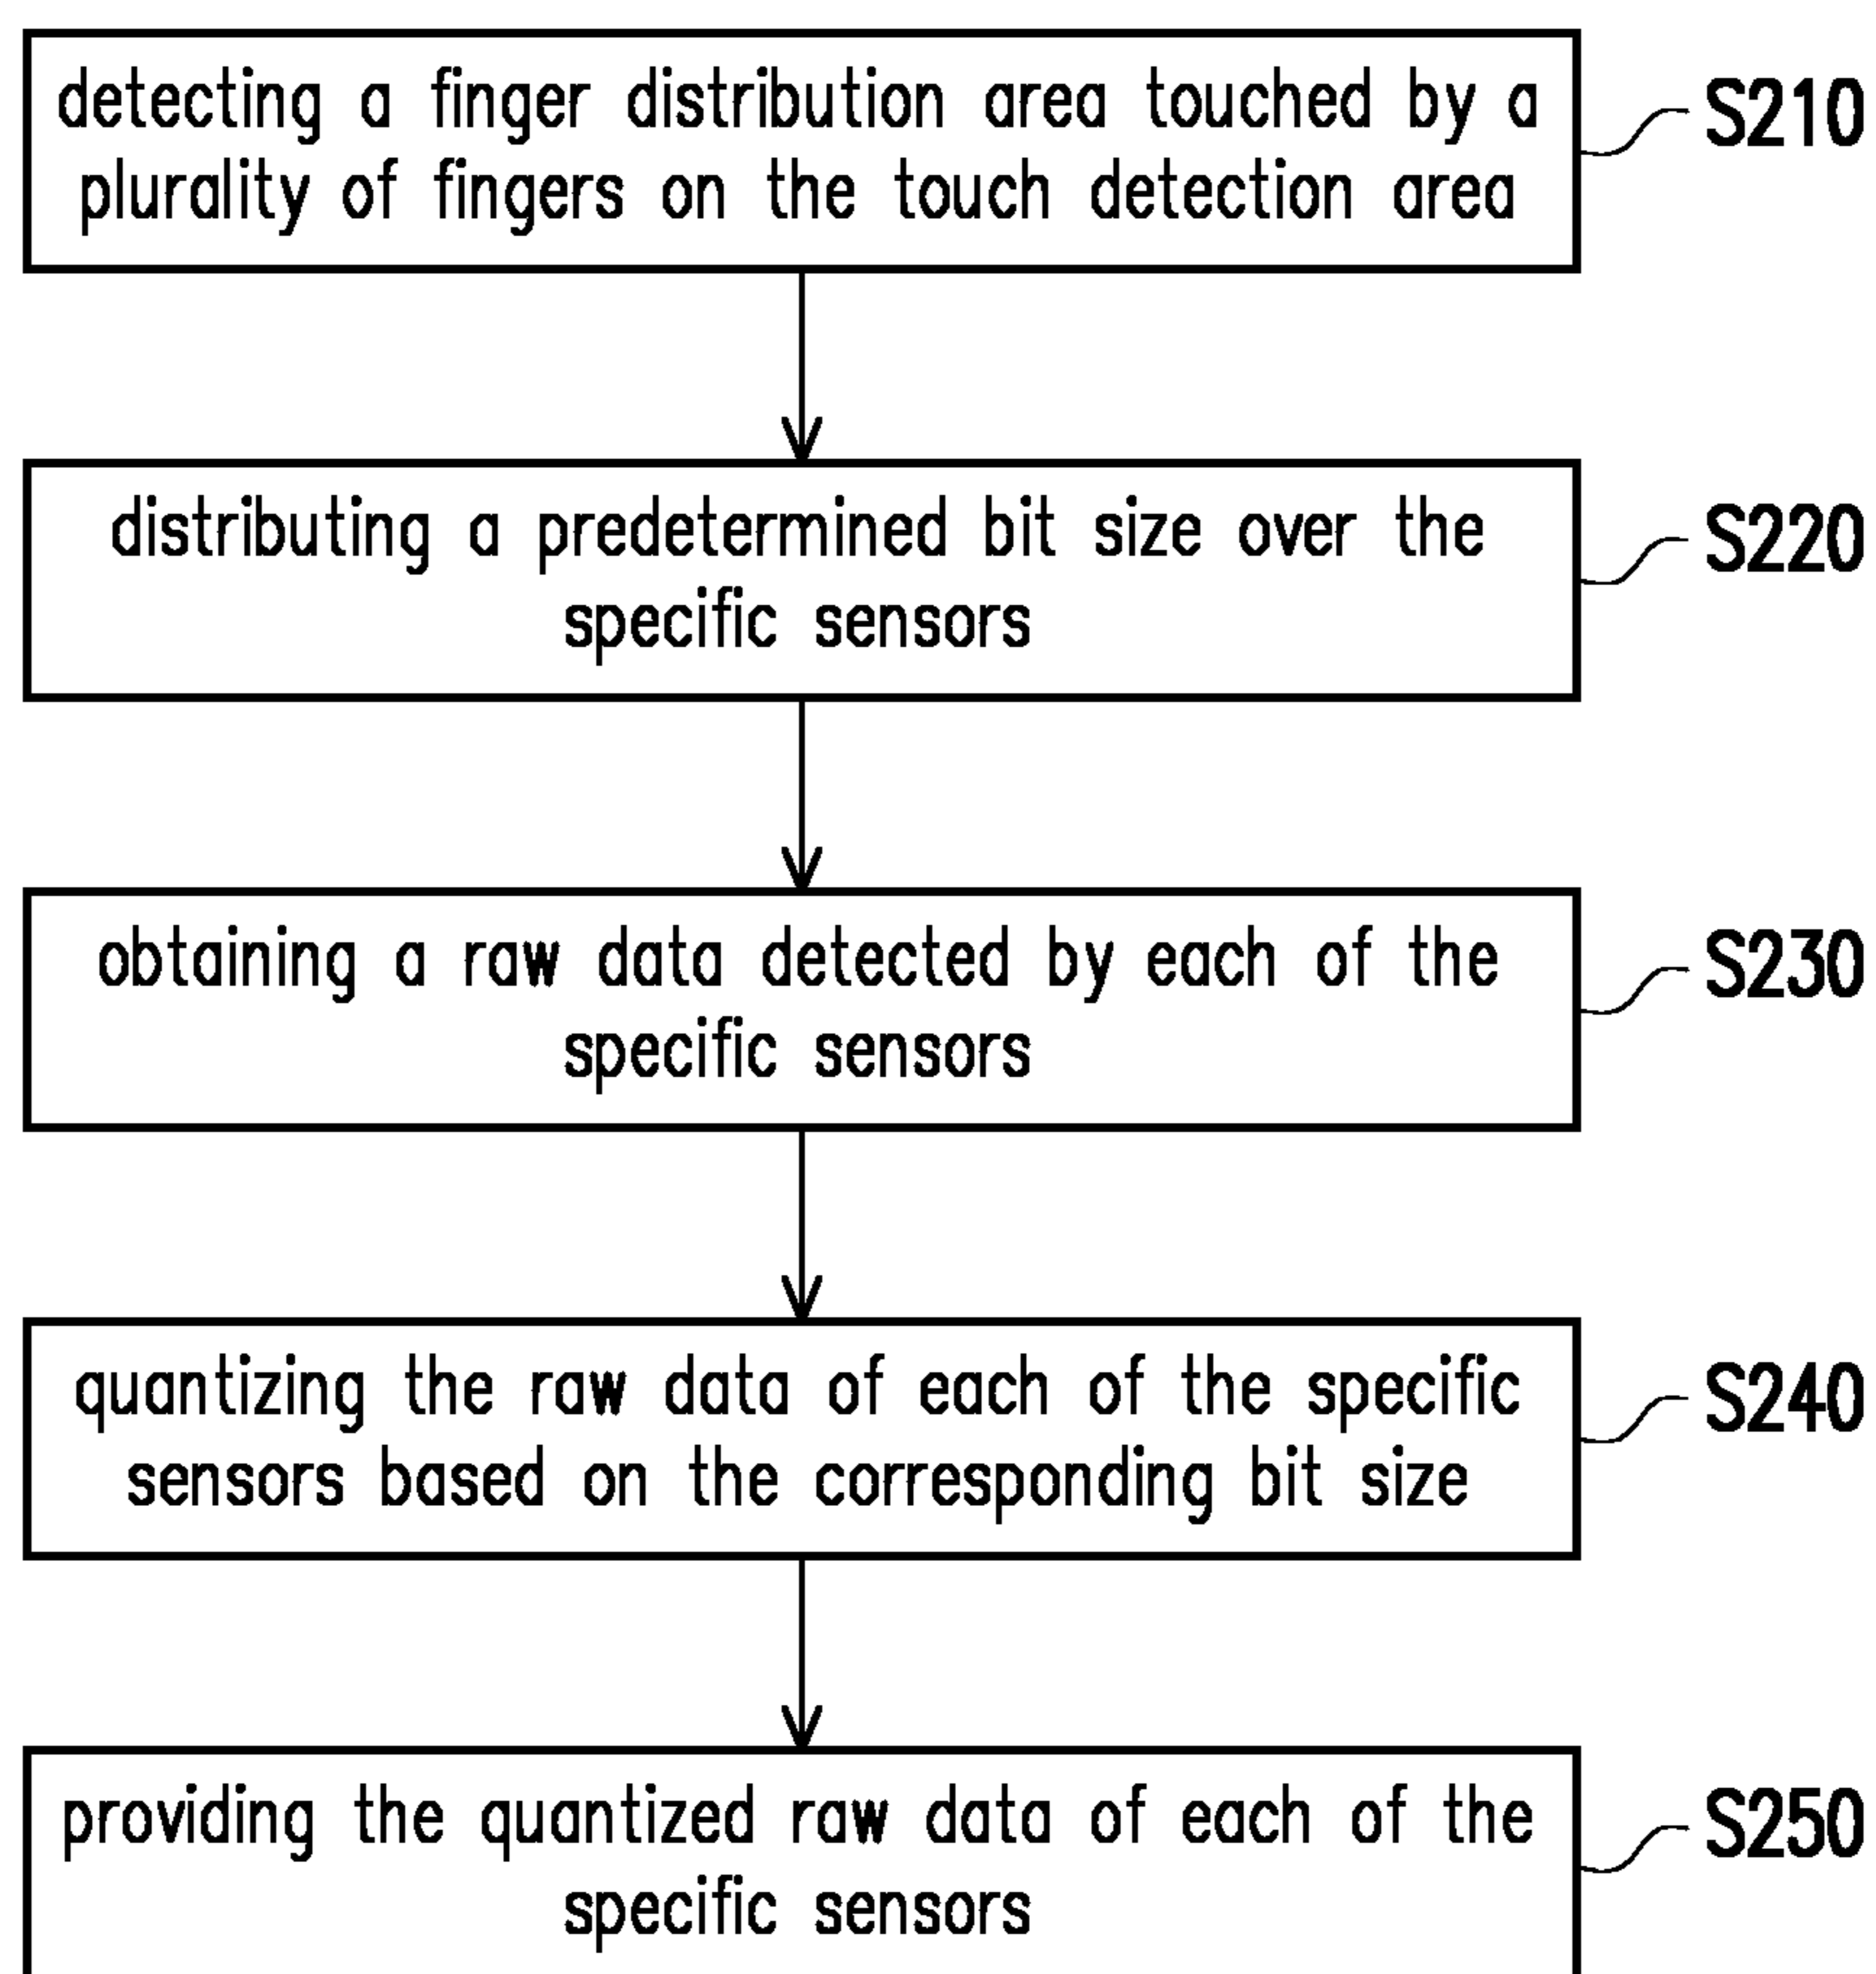 detecting a finger distribution area touched by a
plurality of fingers on the touch detection area
S210
distributing a predetermined bit size over the
specific sensors
S220
obtaining a raw data detected by each of the
specific sensors
S230
quantizing the raw data of each of the specific
sensors based on the corresponding bit size
S240
providing the quantized raw data of each of the
specific sensors
S250